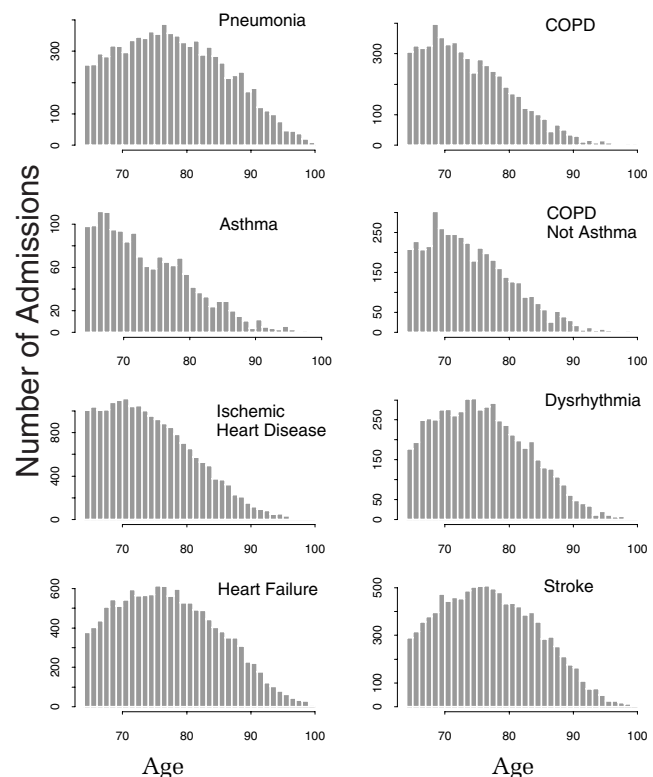 Pneumonia
300
100
0
70 80 90 100
COPD
300
100
0
70 80 90 100
Number of Admissions
Asthma
100
60
20
0
70 80 90 100
COPD
Not Asthma
250
150
50
0
70 80 90 100
Ischemic
Heart Disease
800
400
0
70 80 90 100
Dysrhythmia
250
150
50
0
70 80 90 100
Heart Failure
600
400
200
0
70 80 90 100
Stroke
500
300
100
0
70 80 90 100
Age
Age